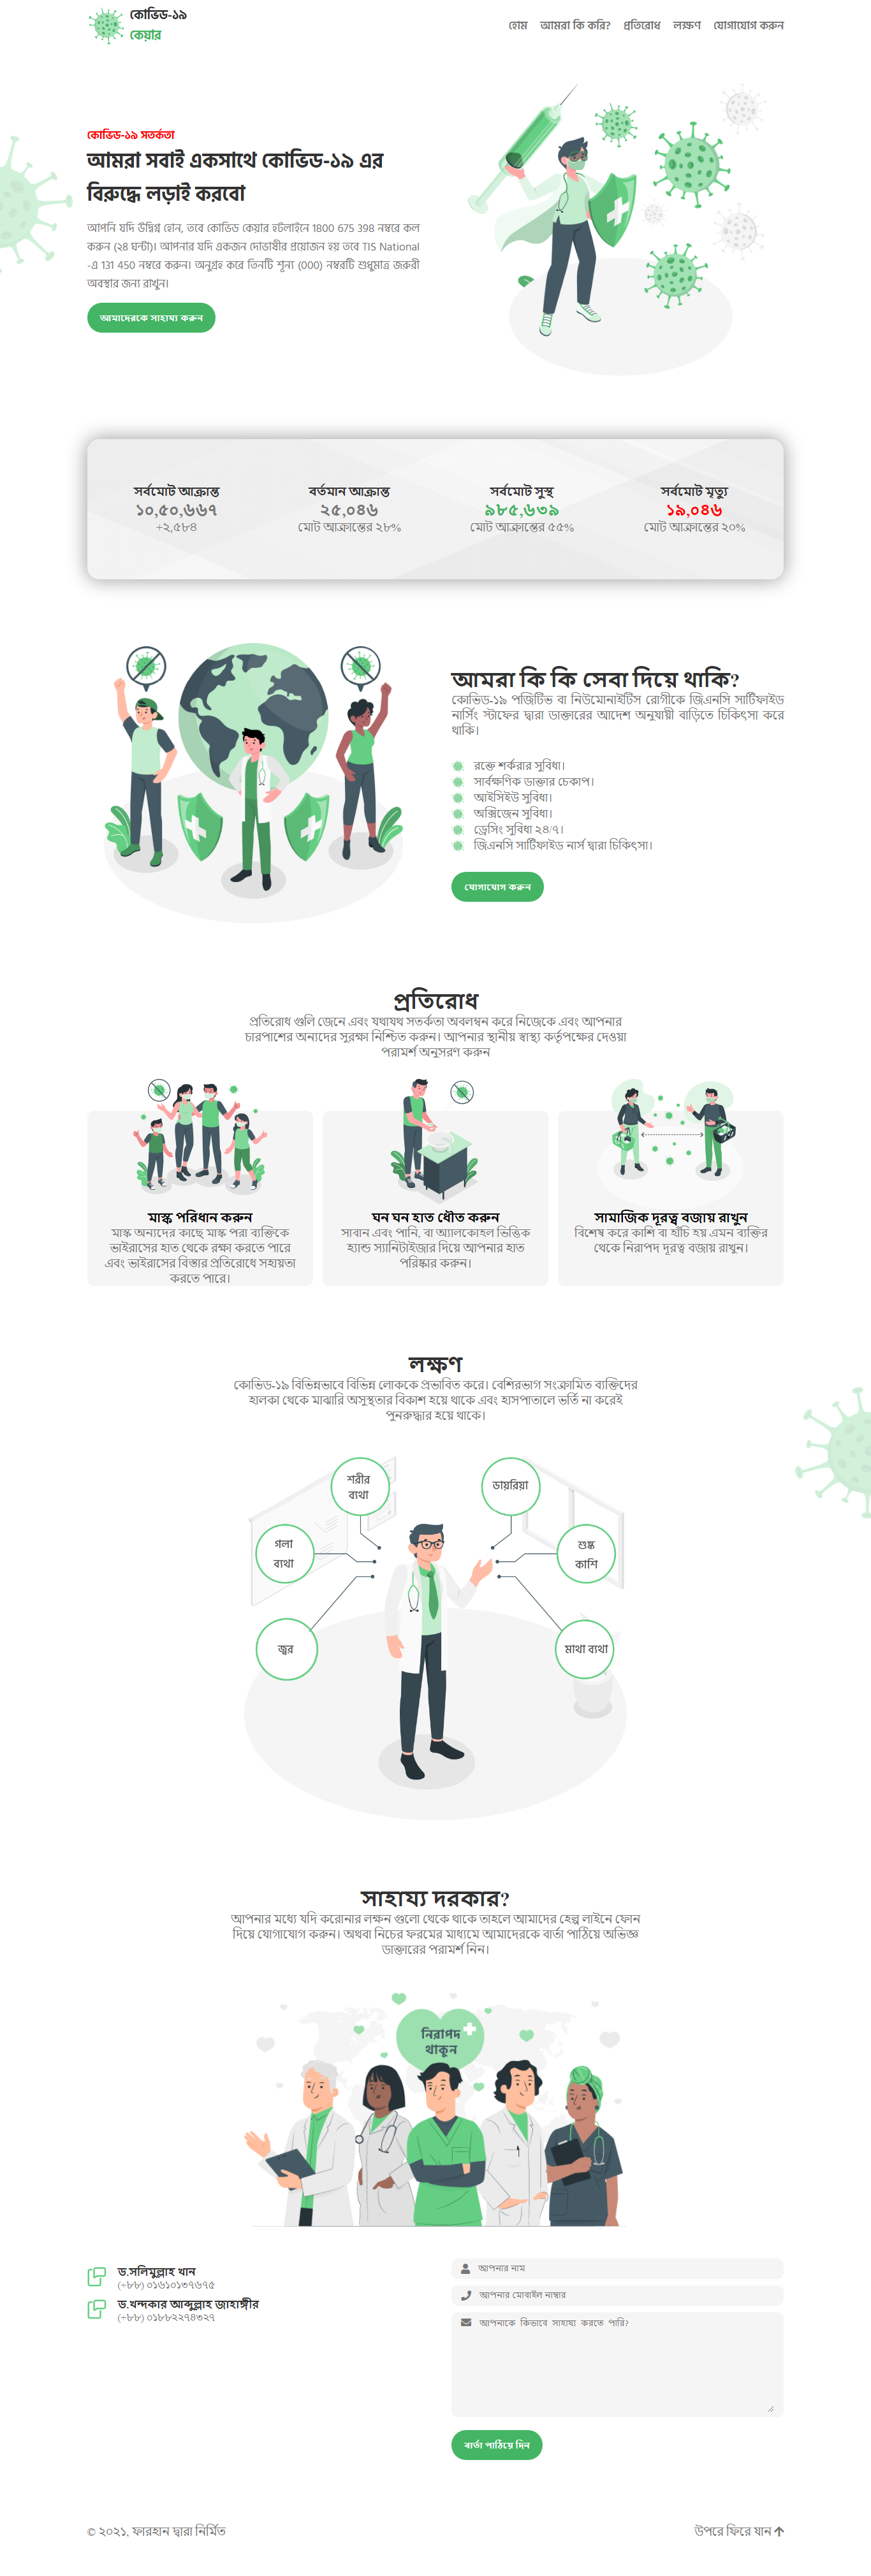 কোভিড-১৯
কেয়ার
হোম আমরা কি করি? প্রতিরোধ লক্ষণ যোগাযোগ করুন
কোভিড-১৯ সতর্কতা
আমরা সবাই একসাথে কোভিড-১৯ এর
বিরুদ্ধে লড়াই করবো
আপনি যদি উদ্বিগ্ন হোন, তবে কোভিড কেয়ার হটলাইনে 1800 675 398 নম্বরে কল
করুন (২৪ ঘন্টা)। আপনার যদি একজন দোভাষীর প্রয়োজন হয় তবে TIS National
-এ 131 450 নম্বরে করুন। অনুগ্রহ করে তিনটি শূন্য (000) নম্বরটি শুধুমাত্র জরুরী
অবস্থার জন্য রাখুন।
আমাদেরকে সাহায্য করুন
সর্বমোট আক্রান্ত বর্তমান আক্রান্ত সর্বমোট সুস্থ সর্বমোট মৃত্যু
১০,৫০,৬৬৭ ২৫,০৪৬ ৯৮৫,৬৩৯ ১৯,০৪৬
+২,৫৮৪ মোট আক্রান্তের ২৮% মোট আক্রান্তের ৫৫% মোট আক্রান্তের ২০%
আমরা কি কি সেবা দিয়ে থাকি?
কোভিড-১৯ পজিটিভ বা নিউমোনাইটিস রোগীকে জিএনসি সার্টিফাইড
নার্সিং স্টাফের দ্বারা ডাক্তারের আদেশ অনুযায়ী বাড়িতে চিকিৎসা করে
থাকি।
রক্তে শর্করার সুবিধা।
সার্বক্ষণিক ডাক্তার চেকাপ।
আইসিইউ সুবিধা।
অক্সিজেন সুবিধা।
ড্রেসিং সুবিধা ২৪/৭।
জিএনসি সার্টিফাইড নার্স দ্বারা চিকিৎসা।
যোগাযোগ করুন
প্রতিরোধ
প্রতিরোধ গুলি জেনে এবং যথাযথ সতর্কতা অবলম্বন করে নিজেকে এবং আপনার
চারপাশের অন্যদের সুরক্ষা নিশ্চিত করুন। আপনার স্থানীয় স্বাস্থ্য কর্তৃপক্ষের দেওয়া
পরামর্শ অনুসরণ করুন
মাস্ক পরিধান করুন
মাস্ক অন্যদের কাছে মাস্ক পরা ব্যক্তিকে
ভাইরাসের হাত থেকে রক্ষা করতে পারে
এবং ভাইরাসের বিস্তার প্রতিরোধে সহায়তা
করতে পারে।
ঘন ঘন হাত ধৌত করুন
সাবান এবং পানি, বা অ্যালকোহল ভিত্তিক
হ্যান্ড স্যানিটাইজার দিয়ে আপনার হাত
পরিষ্কার করুন।
সামাজিক দূরত্ব বজায় রাখুন
বিশেষ করে কাশি বা হাঁচি হয় এমন ব্যক্তির
থেকে নিরাপদ দূরত্ব বজায় রাখুন।
লক্ষণ
কোভিড-১৯ বিভিন্নভাবে বিভিন্ন লোককে প্রভাবিত করে। বেশিরভাগ সংক্রামিত ব্যক্তিদের
হালকা থেকে মাঝারি অসুস্থতার বিকাশ হয়ে থাকে এবং হাসপাতালে ভর্তি না করেই
পুনরুদ্ধার হয়ে থাকে।
শরীর
ব্যথা
ডায়রিয়া
গলা
ব্যথা
শুষ্ক
কাশি
জ্বর
মাথা ব্যথা
সাহায্য দরকার?
আপনার মধ্যে যদি করোনার লক্ষন গুলো থেকে থাকে তাহলে আমাদের হেল্প লাইনে ফোন
দিয়ে যোগাযোগ করুন। অথবা নিচের ফরমের মাধ্যমে আমাদেরকে বার্তা পাঠিয়ে অভিজ্ঞ
ডাক্তারের পরামর্শ নিন।
নিরাপদ
থাকুন
ড.সলিমুল্লাহ খান
(+৮৮) ০১৬১০১৩৭৬৭৫
ড.খন্দকার আব্দুল্লাহ জাহাঙ্গীর
(+৮৮) ০১৮৮২২৭৪৩২৭
আপনার নাম
আপনার মোবাইল নাম্বার
আপনাকে কিভাবে সাহায্য করতে পারি?
বার্তা পাঠিয়ে দিন
© ২০২১, ফারহান দ্বারা নির্মিত
উপরে ফিরে যান